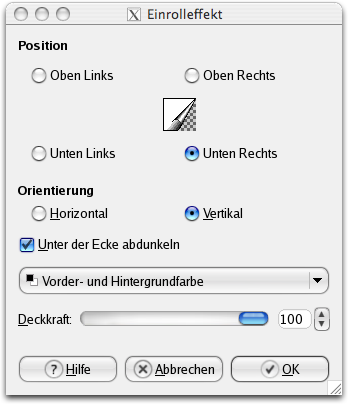 Einrolleffekt
Position
Oben Links Oben Rechts
Unten Links Unten Rechts
Orientierung
Horizontal Vertikal
Unter der Ecke abdunkeln
Vorder- und Hintergrundfarbe
Deckkraft: 100
Hilfe Abbrechen OK